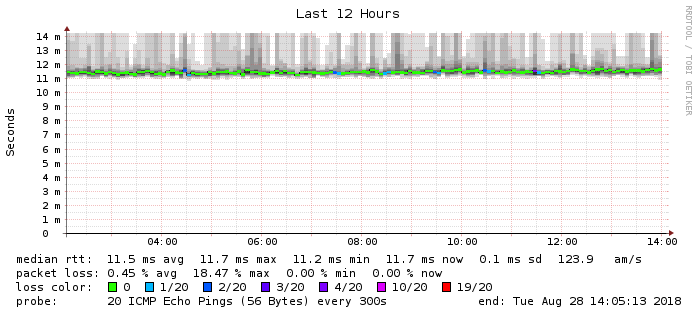 Last 12 Hours
RRDTOOL / TOBI OETIKER
Seconds
14 m
13 m
12 m
11 m
10 m
9 m
8 m
7 m
6 m
5 m
4 m
3 m
2 m
1 m
0
04:00 06:00 08:00 10:00 12:00 14:00
median rtt: 11.5 ms avg 11.7 ms max 11.2 ms min 11.7 ms now 0.1 ms sd 123.9 am/s
packet loss: 0.45 % avg 18.47 % max 0.00 % min 0.00 % now
loss color: 0 1/20 2/20 3/20 4/20 10/20 19/20
probe: 20 ICMP Echo Pings (56 Bytes) every 300s end: Tue Aug 28 14:05:13 2018